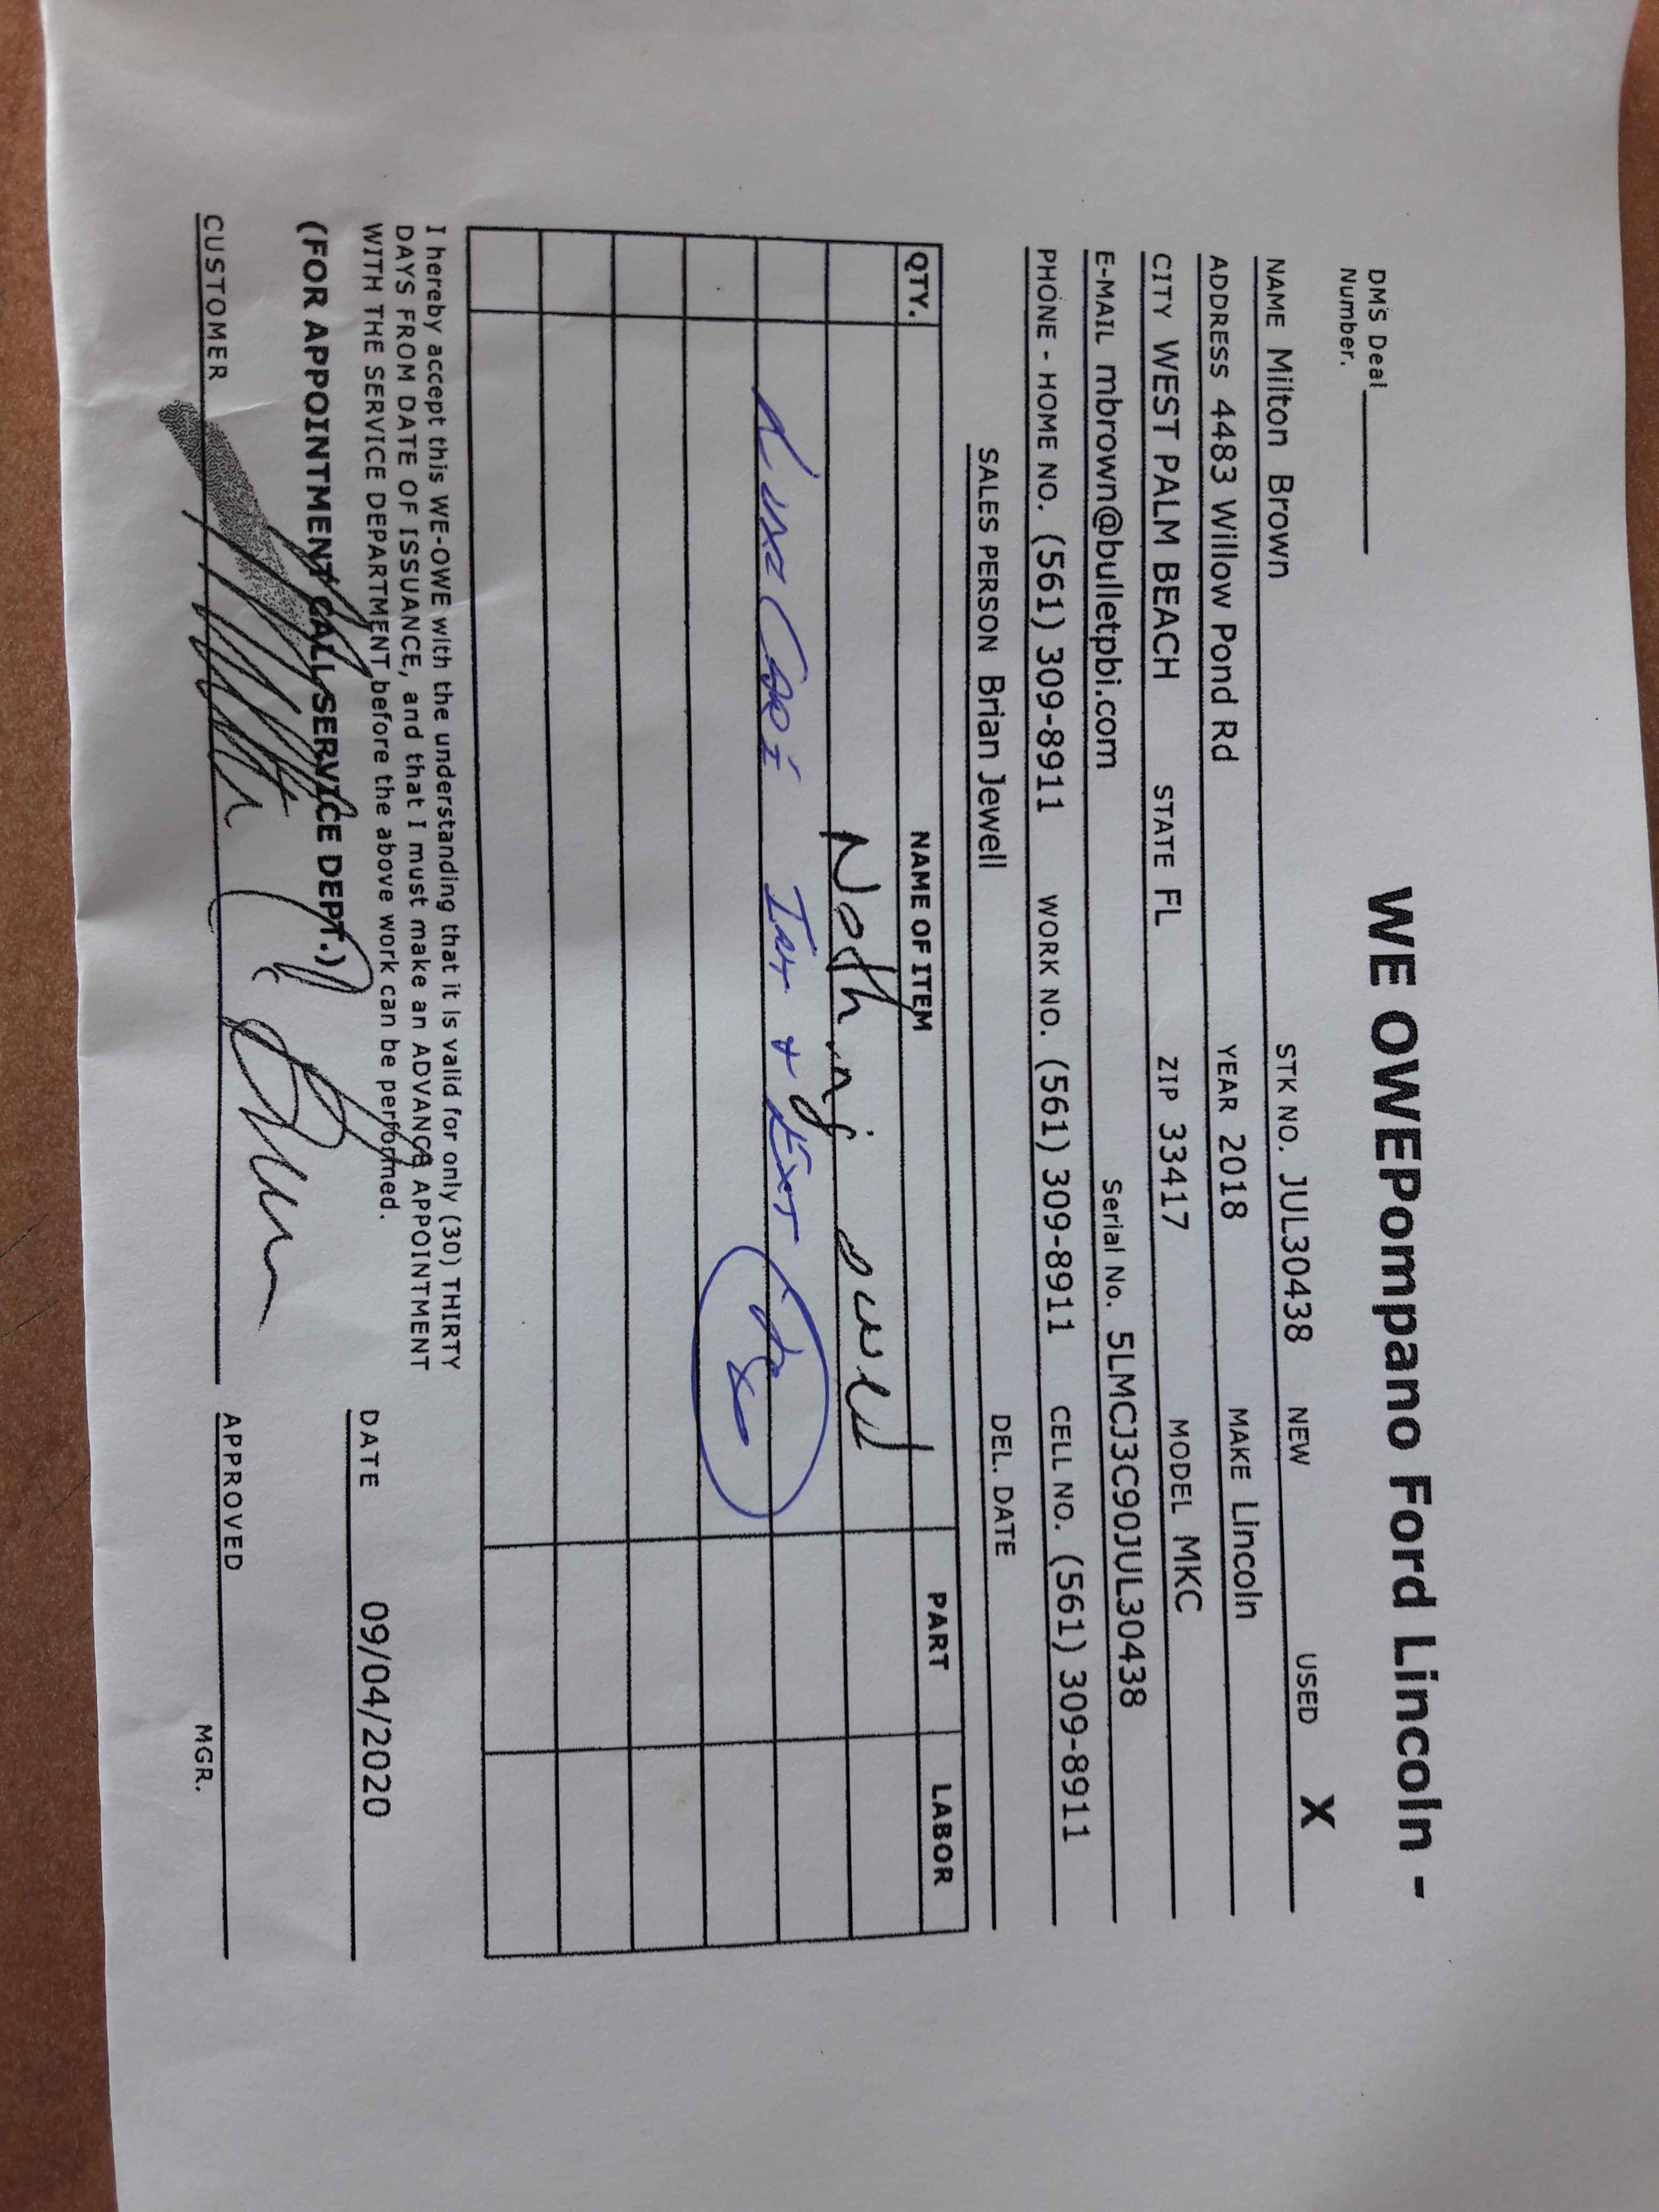 DMS Deal
Number.
WE OWEPompano Ford Lincoln -
NAME Milton Brown STK NO. JUL30438 NEW USED X
ADDRESS 4483 Willow Pond Rd YEAR 2018 MAKE Lincoln
CITY WEST PALM BEACH STATE FL ZIP 33417 MODEL MKC
E-MAIL mbrown@bulletpbi.com Serial No. 5LMCJ3C90JUL30438
PHONE - HOME NO. (561) 309-8911 WORK NO. (561) 309-8911 CELL NO. (561) 309-8911
SALES PERSON Brian Jewell DEL. DATE
QTY. NAME OF ITEM PART LABOR
Nothing owed
Int + Ext
I hereby accept this WE-OWE with the understanding that it is valid for only (30) THIRTY
DAYS FROM DATE OF ISSUANCE, and that I must make an ADVANCE APPOINTMENT
WITH THE SERVICE DEPARTMENT before the above work can be performed.
(FOR APPOINTMENT CALL SERVICE DEPT.)
DATE 09/04/2020
CUSTOMER APPROVED MGR.